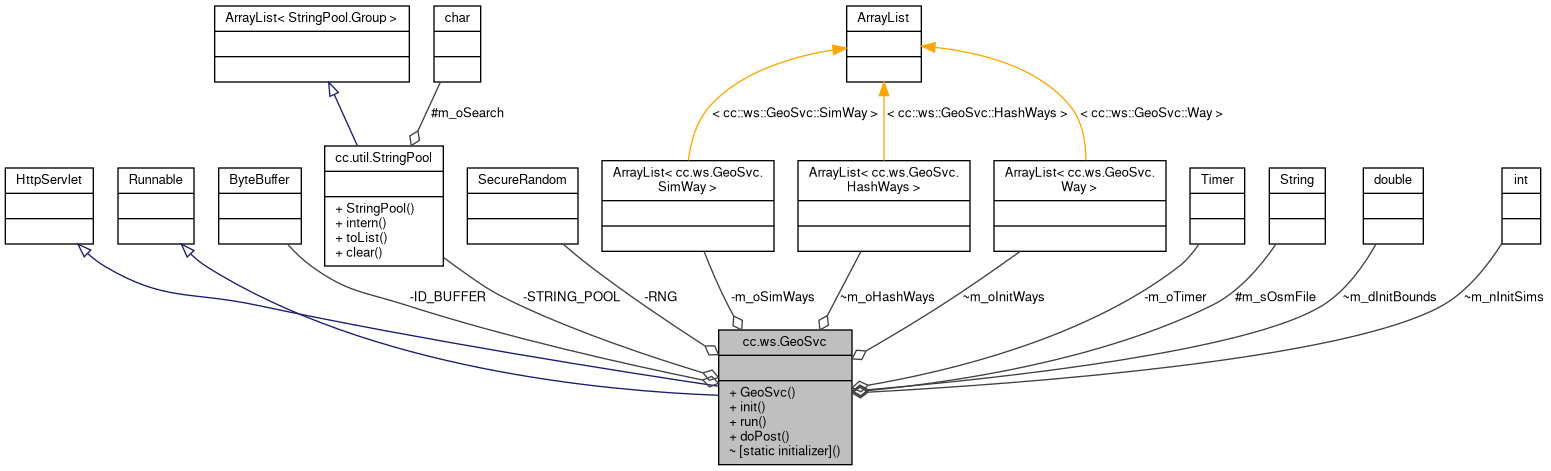 ArrayList< StringPool.Group >
char
ArrayList
#m_oSearch
< cc::ws::GeoSvc::SimWay >
< cc::ws::GeoSvc::HashWays >
< cc::ws::GeoSvc::Way >
HttpServlet
Runnable
ByteBuffer
cc.util.StringPool
+ StringPool()
+ intern()
+ toList()
+ clear()
SecureRandom
ArrayList< cc.ws.GeoSvc.
SimWay >
ArrayList< cc.ws.GeoSvc.
HashWays >
ArrayList< cc.ws.GeoSvc.
Way >
Timer
String
double
int
-ID_BUFFER
-STRING_POOL
-RNG
-m_oSimWays
~m_oHashWays
~m_oInitWays
-m_oTimer
#m_sOsmFile
~m_dInitBounds
~m_nInitSims
cc.ws.GeoSvc
+ GeoSvc()
+ init()
+ run()
+ doPost()
~ [static initializer]()